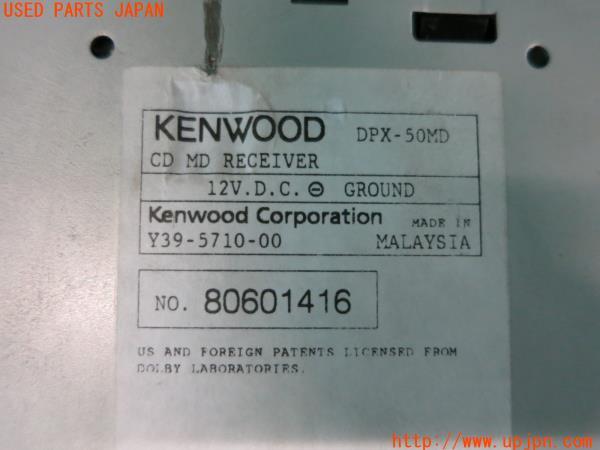 USED PARTS JAPAN
KENWOOD DPX-50MD
CD MD RECEIVER
12V.D.C. ⊖ GROUND
Kenwood Corporation MADE IN
Y39-5710-00 MALAYSIA
NO. 80601416
US AND FOREIGN PATENTS LICENSED FROM
DOLBY LABORATORIES.
http://www.upjpn.com/